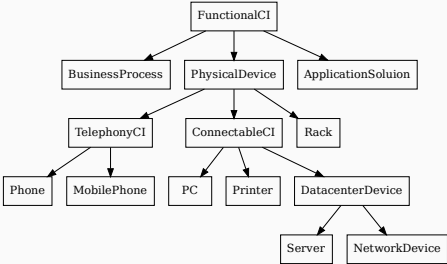 FunctionalCI
BusinessProcess PhysicalDevice ApplicationSoluion
TelephonyCI ConnectableCI Rack
Phone MobilePhone PC Printer DatacenterDevice
Server NetworkDevice